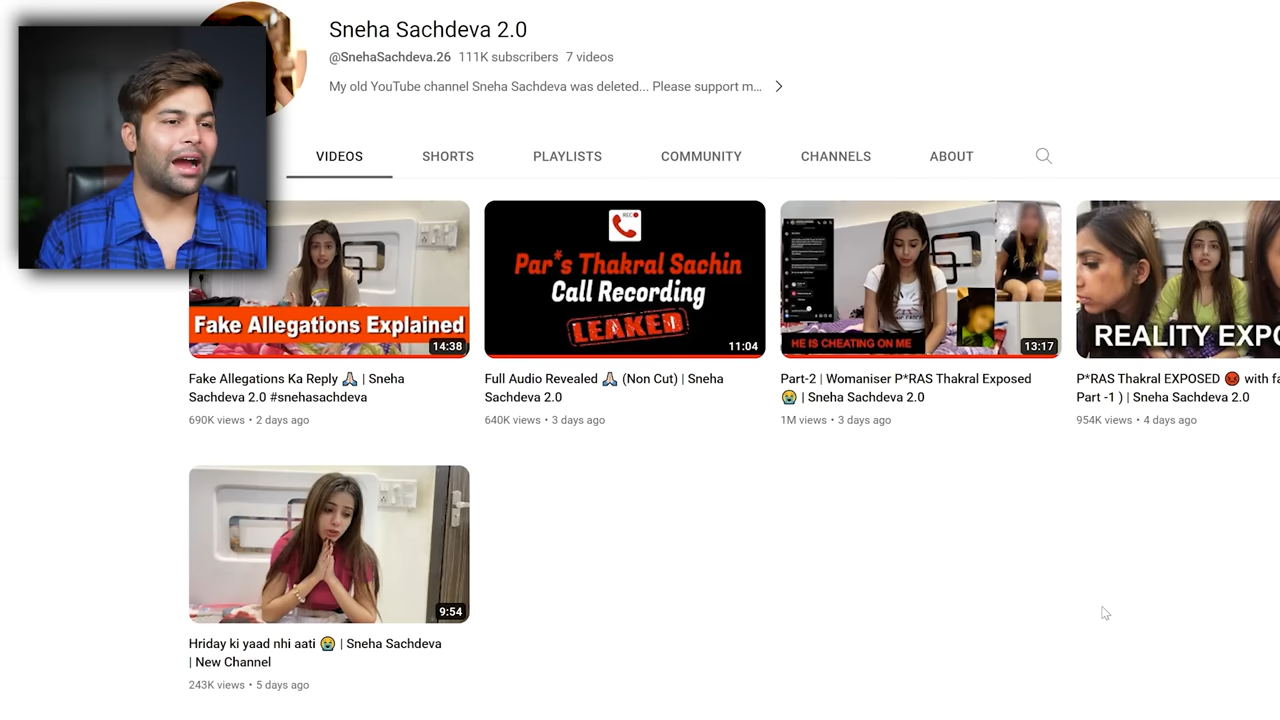 Sneha Sachdeva 2.0
@SnehaSachdeva.26 111K subscribers 7 videos
My old YouTube channel Sneha Sachdeva was deleted... Please support m...
VIDEOS SHORTS PLAYLISTS COMMUNITY CHANNELS ABOUT
Fake Allegations Explained
14:38
REC
Par*s Thakral Sachin
Call Recording
LEAKED
11:04
HE IS CHEATING ON ME
13:17
REALITY EXPO
Fake Allegations Ka Reply 🙏🏻 | Sneha
Sachdeva 2.0 #snehasachdeva
690K views • 2 days ago
Full Audio Revealed 🙏🏻 (Non Cut) | Sneha
Sachdeva 2.0
640K views • 3 days ago
Part-2 | Womaniser P*RAS Thakral Exposed
😭 | Sneha Sachdeva 2.0
1M views • 3 days ago
P*RAS Thakral EXPOSED 😡 with fa
Part -1 ) | Sneha Sachdeva 2.0
954K views • 4 days ago
9:54
Hriday ki yaad nhi aati 😭 | Sneha Sachdeva
| New Channel
243K views • 5 days ago